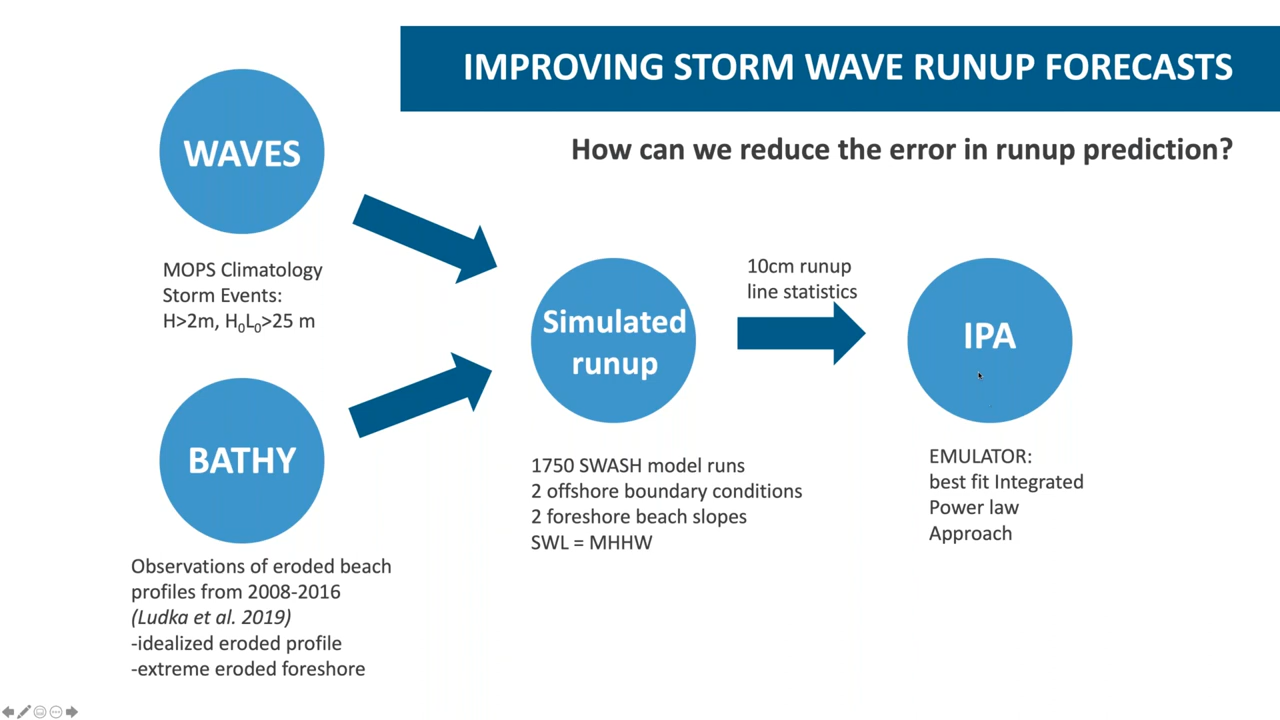 IMPROVING STORM WAVE RUNUP FORECASTS
How can we reduce the error in runup prediction?
WAVES
MOPS Climatology
Storm Events:
H>2m, H₀L₀>25 m
BATHY
Observations of eroded beach
profiles from 2008-2016
(Ludka et al. 2019)
-idealized eroded profile
-extreme eroded foreshore
Simulated
runup
1750 SWASH model runs
2 offshore boundary conditions
2 foreshore beach slopes
SWL = MHHW
10cm runup
line statistics
IPA
EMULATOR:
best fit Integrated
Power law
Approach